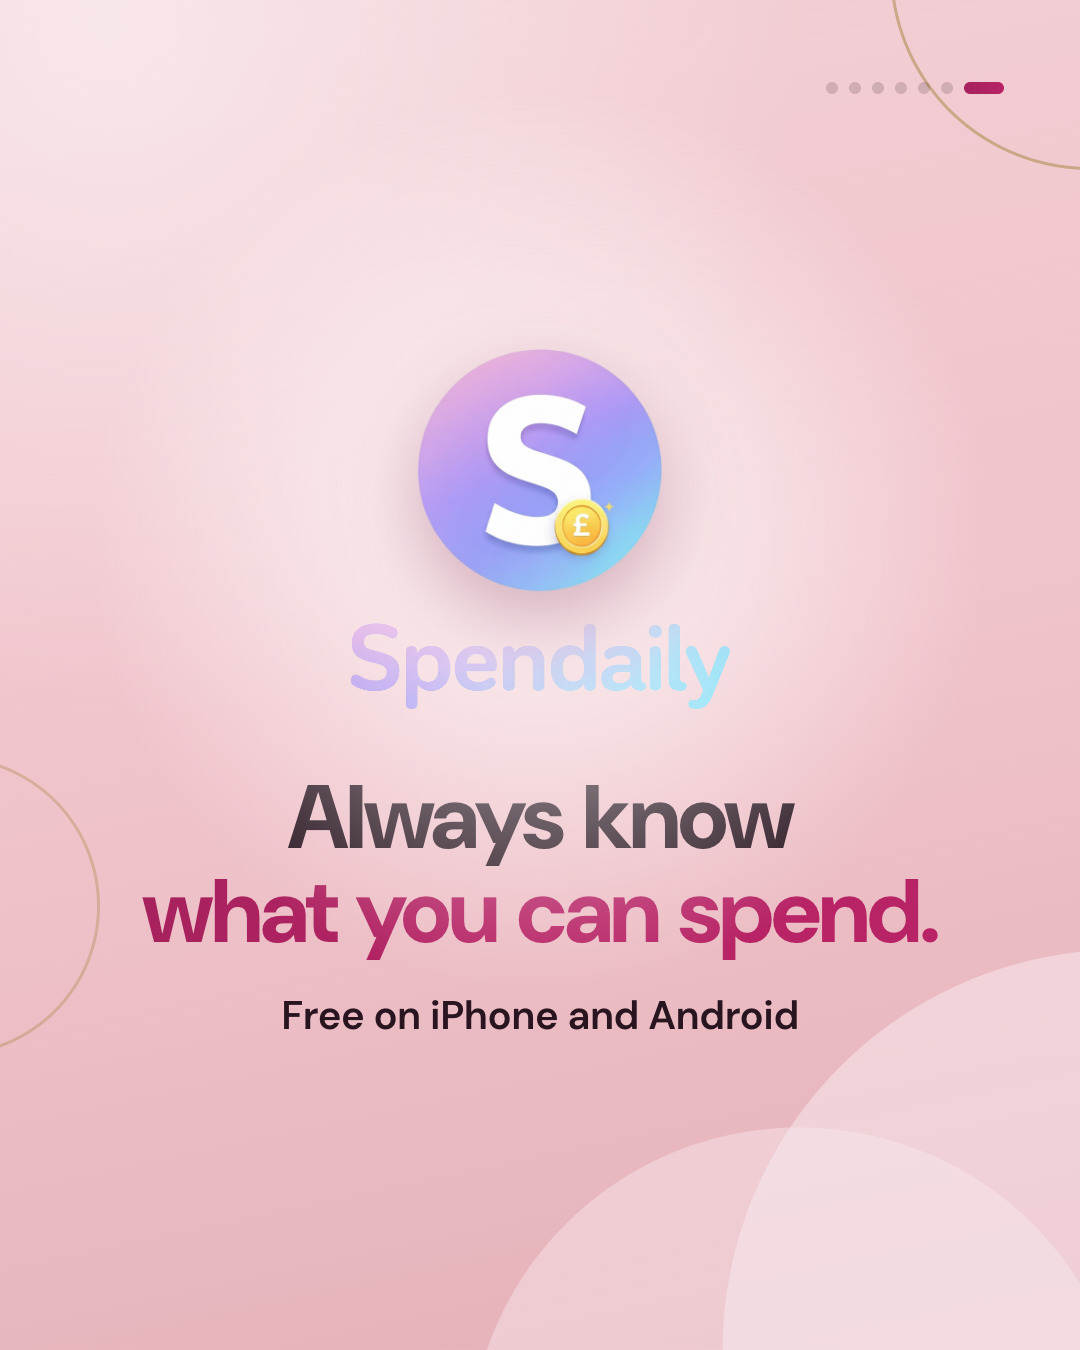 S
£
Spendaily
Always know
what you can spend.
Free on iPhone and Android